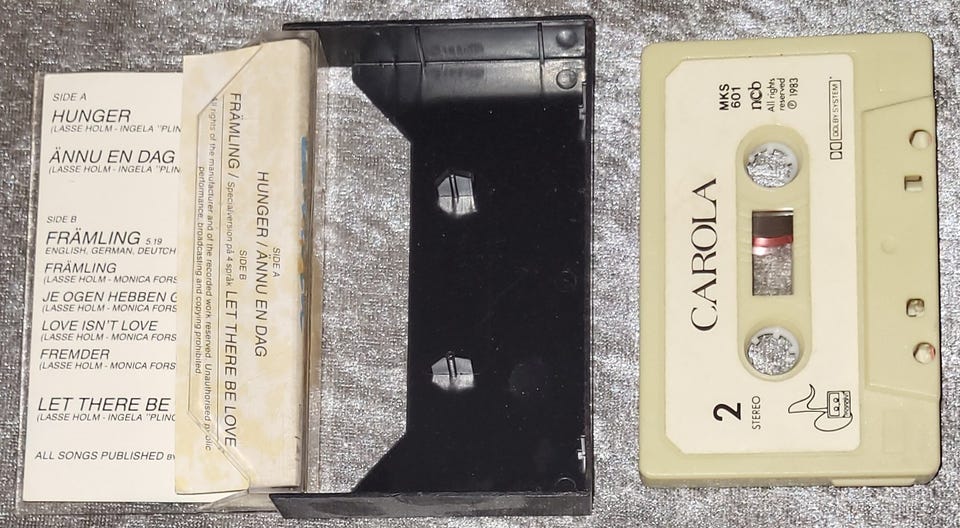 SIDE A
HUNGER
(LASSE HOLM - INGELA "PLIN
ÄNNU EN DAG
(LASSE HOLM - INGELA "PLIN
SIDE B
FRÄMLING 5.19
ENGLISH, GERMAN, DEUTCH
FRÄMLING
(LASSE HOLM - MONICA FORS
JE OGEN HEBBEN G
(LASSE HOLM - MONICA FORS
LOVE ISN'T LOVE
(LASSE HOLM - MONICA FORS
FREMDER
(LASSE HOLM - MONICA FORS
LET THERE BE
(LASSE HOLM - INGELA "PLING
ALL SONGS PUBLISHED BY
SIDE A
HUNGER / ÄNNU EN DAG
SIDE B
FRÄMLING / Specialversion på 4 språk LET THERE BE LOVE
All rights of the manufacturer and of the recorded work reserved. Unauthorised public
performance, broadcasting and copying prohibited.
MKS
601
ncb
All rights
reserved
℗ 1983
DOLBY SYSTEM
CAROLA
2
STEREO